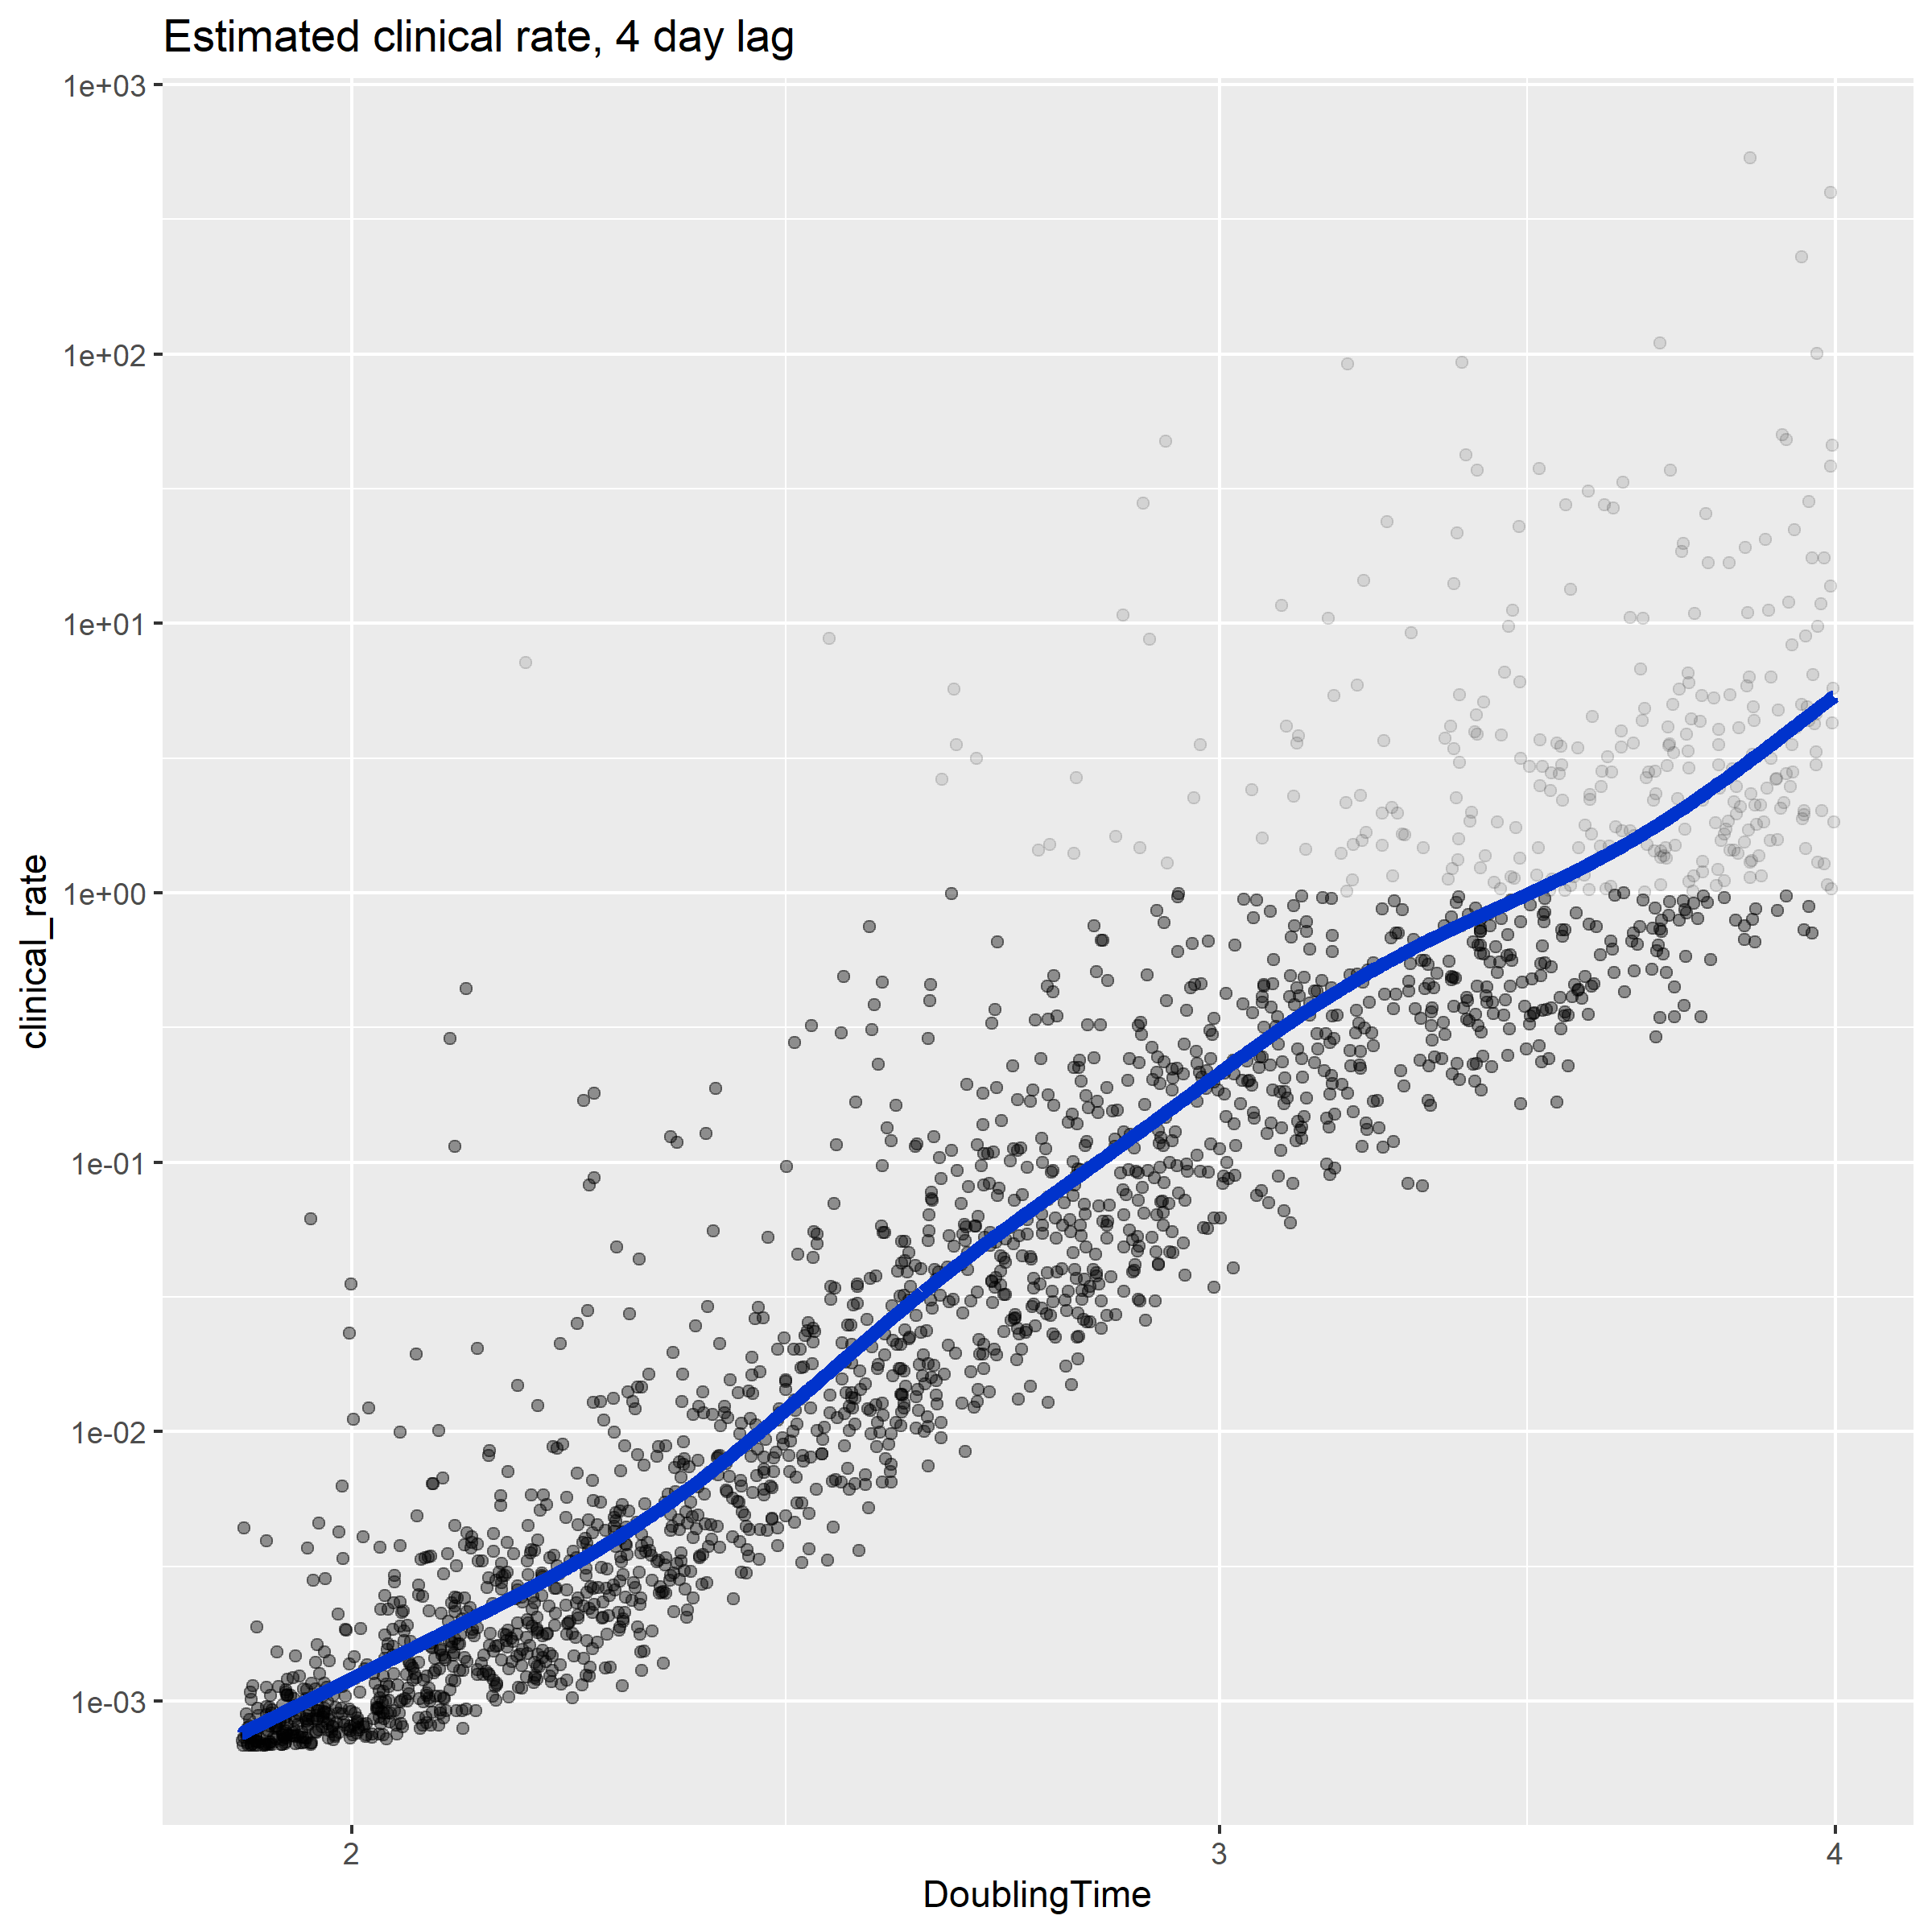 Estimated clinical rate, 4 day lag
1e+03
1e+02
1e+01
1e+00
1e-01
1e-02
1e-03
clinical_rate
2
3
4
DoublingTime